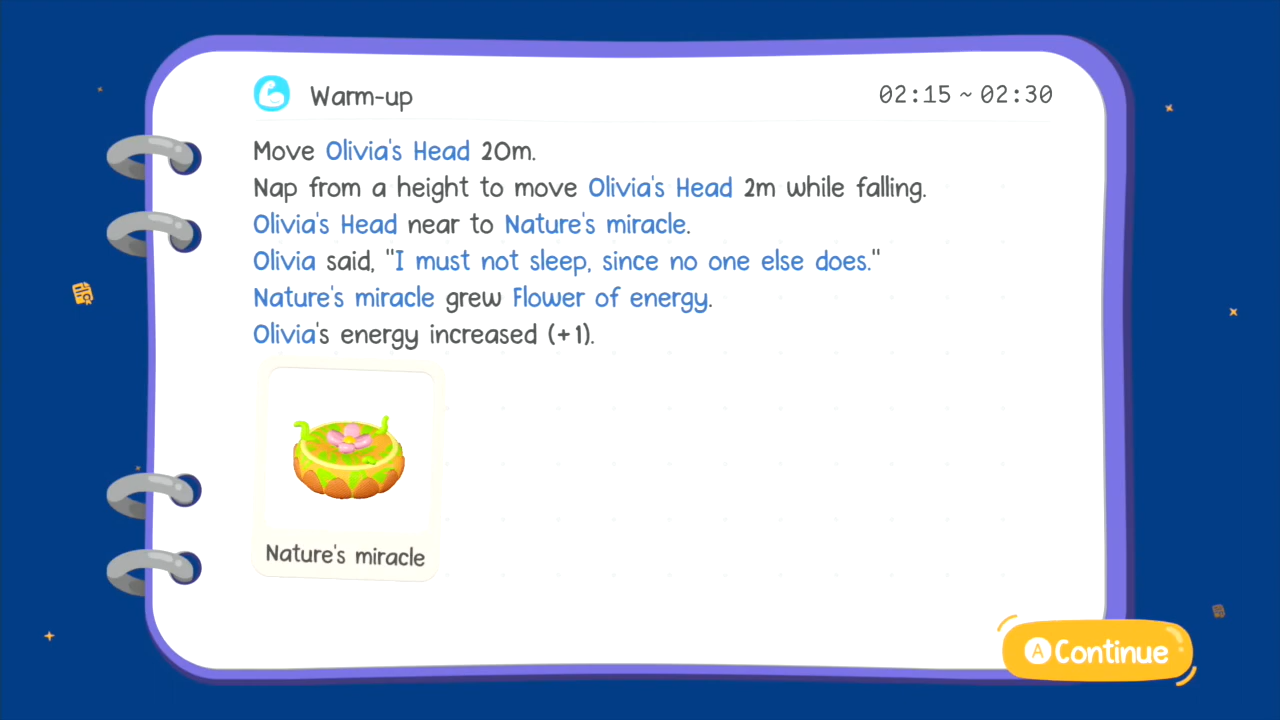 Warm-up
02:15 ~ 02:30
Move Olivia's Head 20m.
Nap from a height to move Olivia's Head 2m while falling.
Olivia's Head near to Nature's miracle.
Olivia said, "I must not sleep, since no one else does."
Nature's miracle grew Flower of energy.
Olivia's energy increased (+1).
Nature's miracle
A Continue